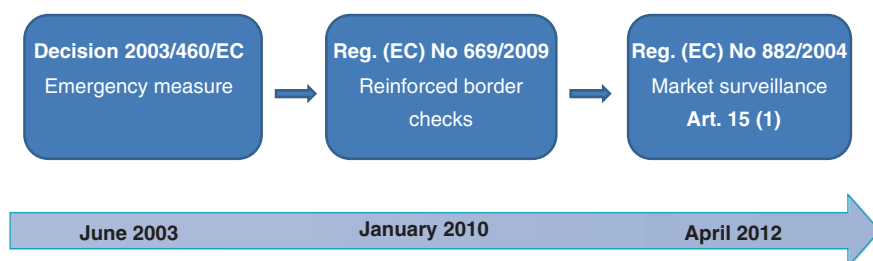 Decision 2003/460/EC
Emergency measure
Reg. (EC) No 669/2009
Reinforced border
checks
Reg. (EC) No 882/2004
Market surveillance
Art. 15 (1)
June 2003
January 2010
April 2012